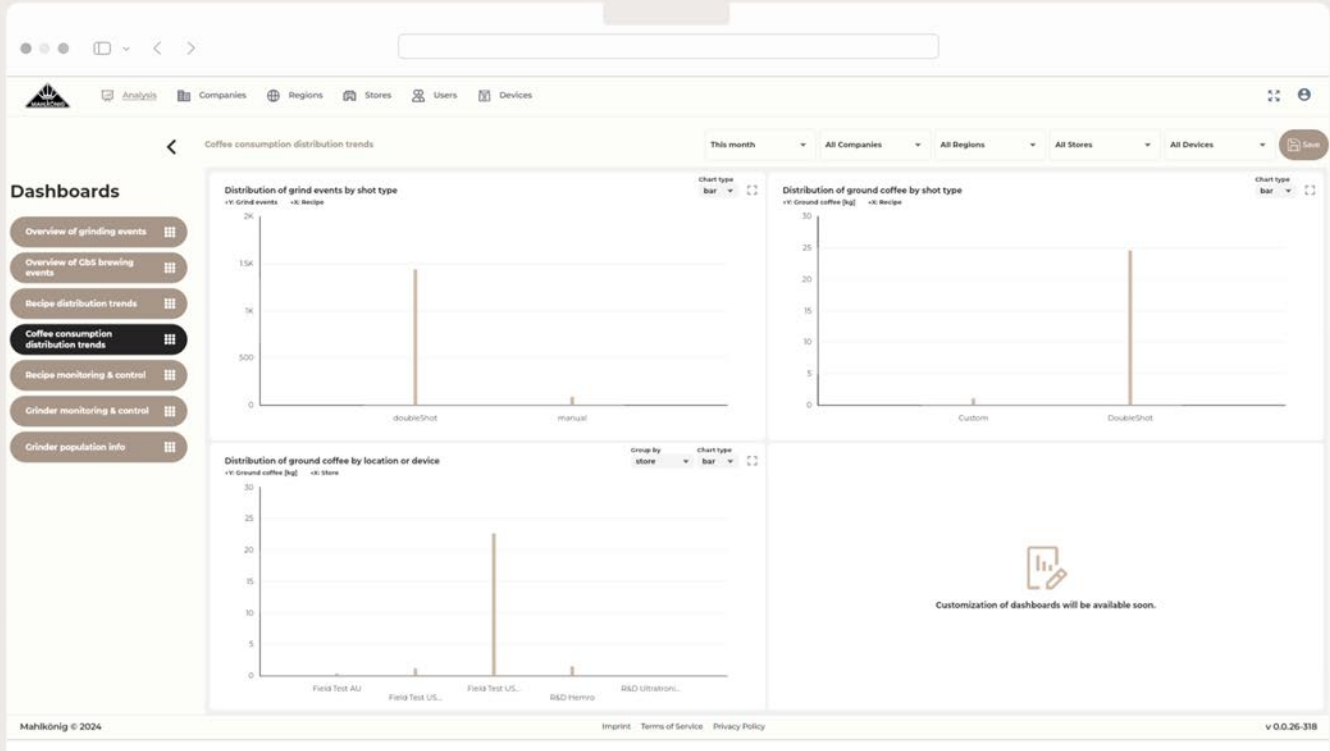 MAHLKÖNIG
Analysis Companies Regions Stores Users Devices
Coffee consumption distribution trends
This month All Companies All Regions All Stores All Devices Save
Dashboards
Overview of grinding events
Overview of GbS brewing
events
Recipe distribution trends
Coffee consumption
distribution trends
Recipe monitoring & control
Grinder monitoring & control
Grinder population info
Distribution of grind events by shot type
Chart type
bar
Y: Grind events X: Recipe
2K
1.5K
1K
500
0
doubleShot manual
Distribution of ground coffee by shot type
Chart type
bar
Y: Ground coffee [kg] X: Recipe
30
25
20
15
10
5
0
Custom DoubleShot
Distribution of ground coffee by location or device
Group by
store
Chart type
bar
Y: Ground coffee [kg] X: Store
30
25
20
15
10
5
0
Field Test AU Field Test US... Field Test US... R&D Hemro R&D Ultratroni...
Customization of dashboards will be available soon.
Mahlkönig © 2024
Imprint Terms of Service Privacy Policy
v 0.0.26-318